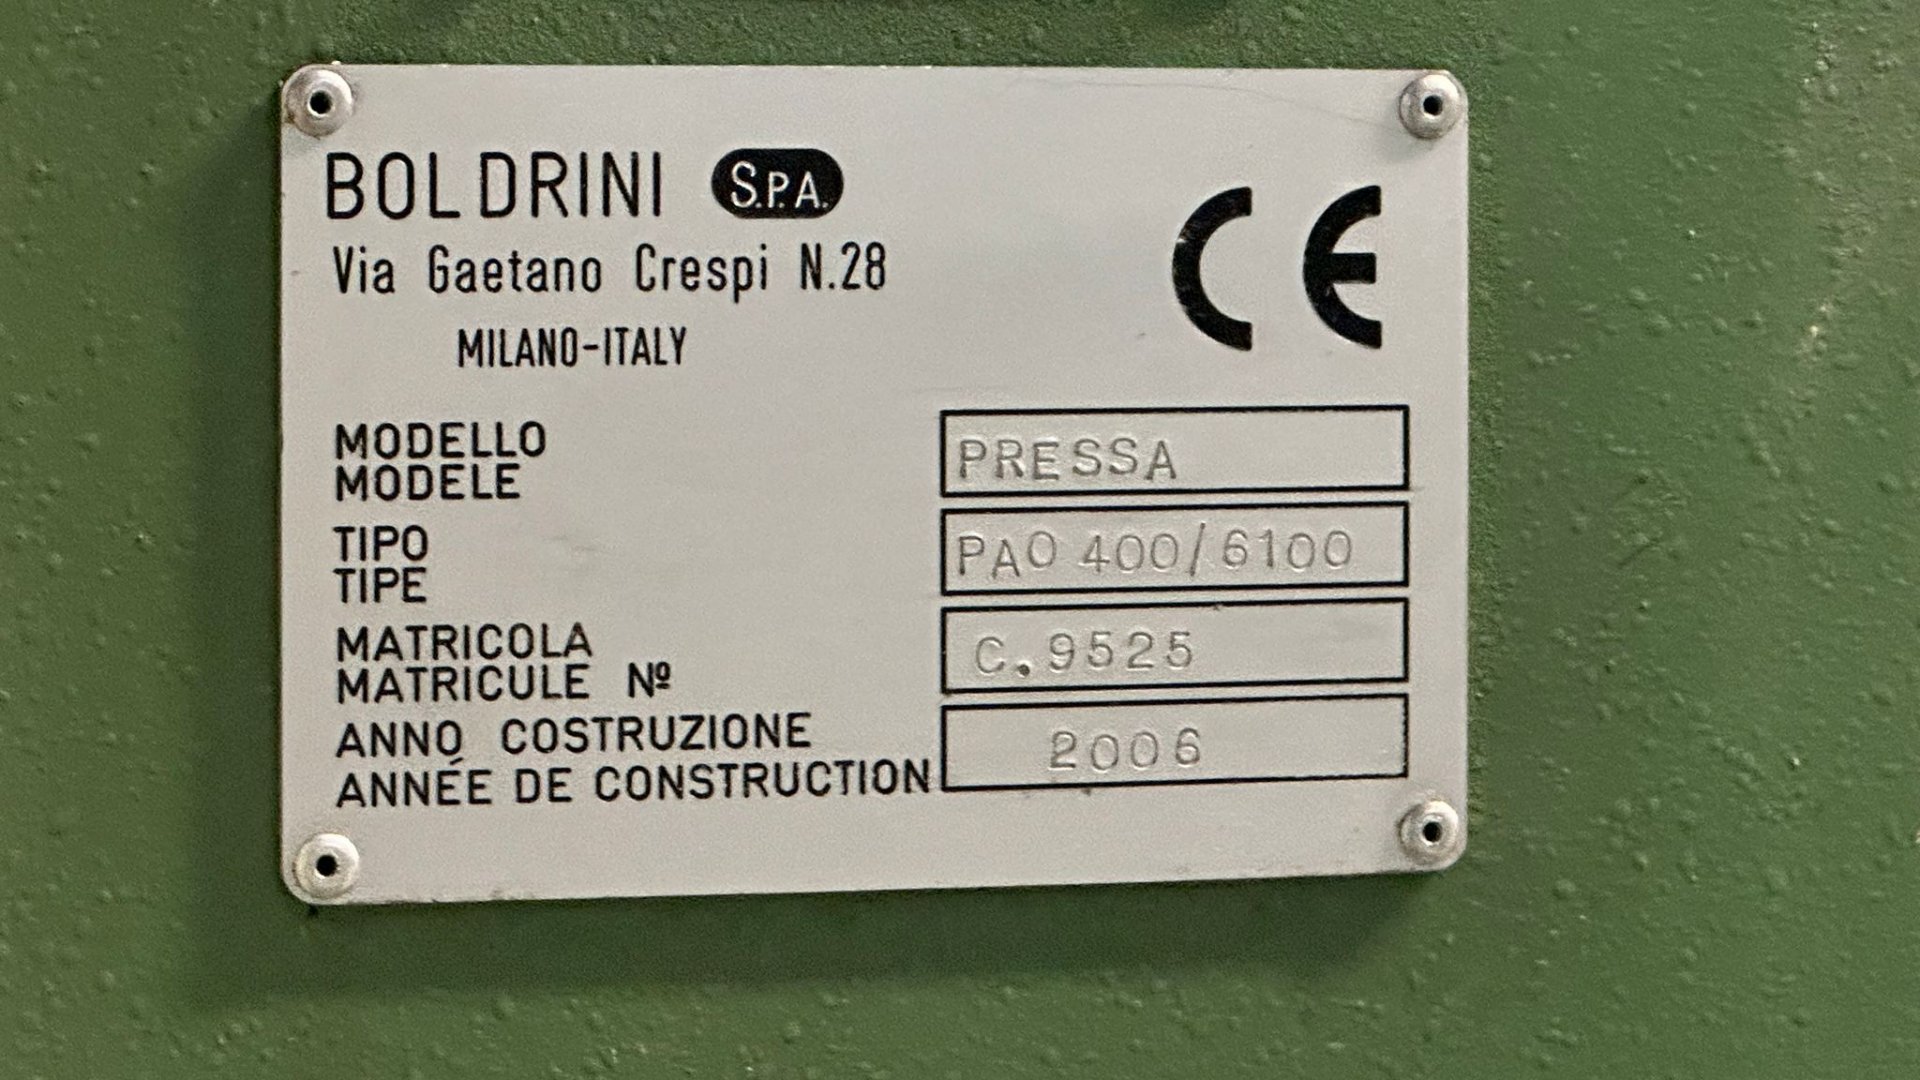 BOLDRINI S.P.A.
Via Gaetano Crespi N.28
MILANO-ITALY
CE
MODELLO
MODELE
PRESSA
TIPO
TIPE
PAO 400/6100
MATRICOLA
MATRICULE Nº
C.9525
ANNO COSTRUZIONE
ANNÉE DE CONSTRUCTION
2006